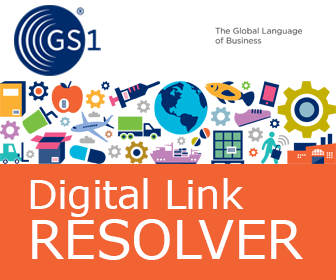 GS1
®
The Global Language
of Business
Digital Link
RESOLVER